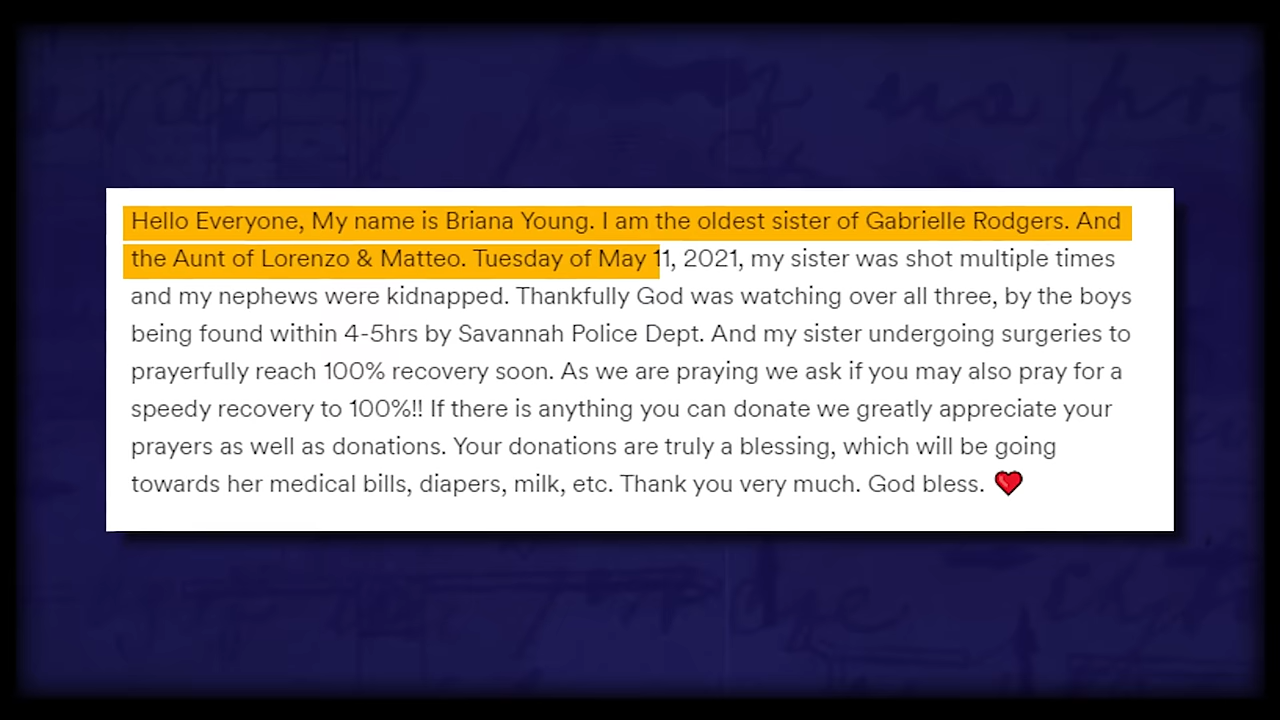 Hello Everyone, My name is Briana Young. I am the oldest sister of Gabrielle Rodgers. And
the Aunt of Lorenzo & Matteo. Tuesday of May 11, 2021, my sister was shot multiple times
and my nephews were kidnapped. Thankfully God was watching over all three, by the boys
being found within 4-5hrs by Savannah Police Dept. And my sister undergoing surgeries to
prayerfully reach 100% recovery soon. As we are praying we ask if you may also pray for a
speedy recovery to 100%!! If there is anything you can donate we greatly appreciate your
prayers as well as donations. Your donations are truly a blessing, which will be going
towards her medical bills, diapers, milk, etc. Thank you very much. God bless. ❤️